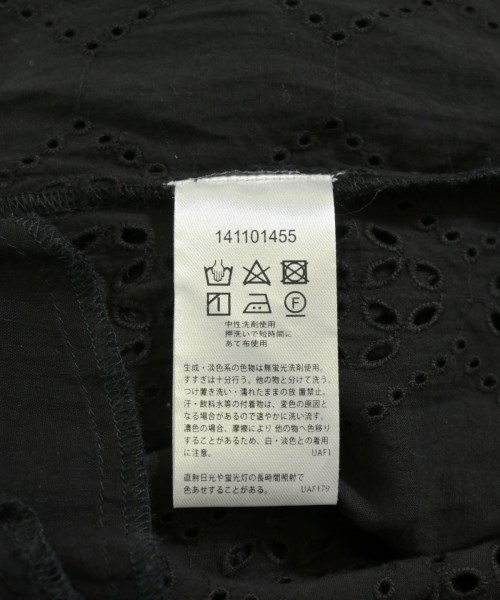 141101455
F
中性洗剤使用
押洗いで短時間に
あて布使用
生成・淡色系の色物は無蛍光洗剤使用。
すすぎは十分行う。他の物と分けて洗う。
つけ置き洗い・濡れたままの放置禁止。
汗・飲料水等の付着物は、変色の原因と
なる場合があるので速やかに洗い流す。
濃色の場合、摩擦により他の物へ色移り
することがあるため、白・淡色との着用
に注意。
UAF1
直射日光や蛍光灯の長時間照射で
色あせすることがある。
UAF179